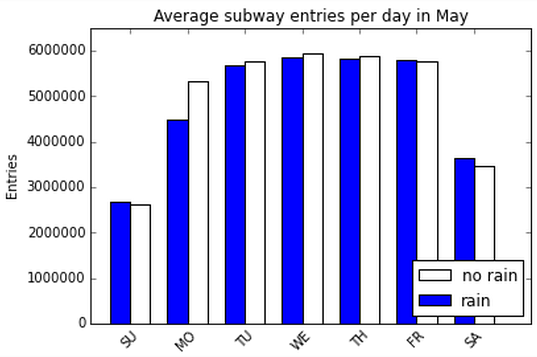 Average subway entries per day in May
Entries
6000000
5000000
4000000
3000000
2000000
1000000
0
SU MO TU WE TH FR SA
no rain
rain